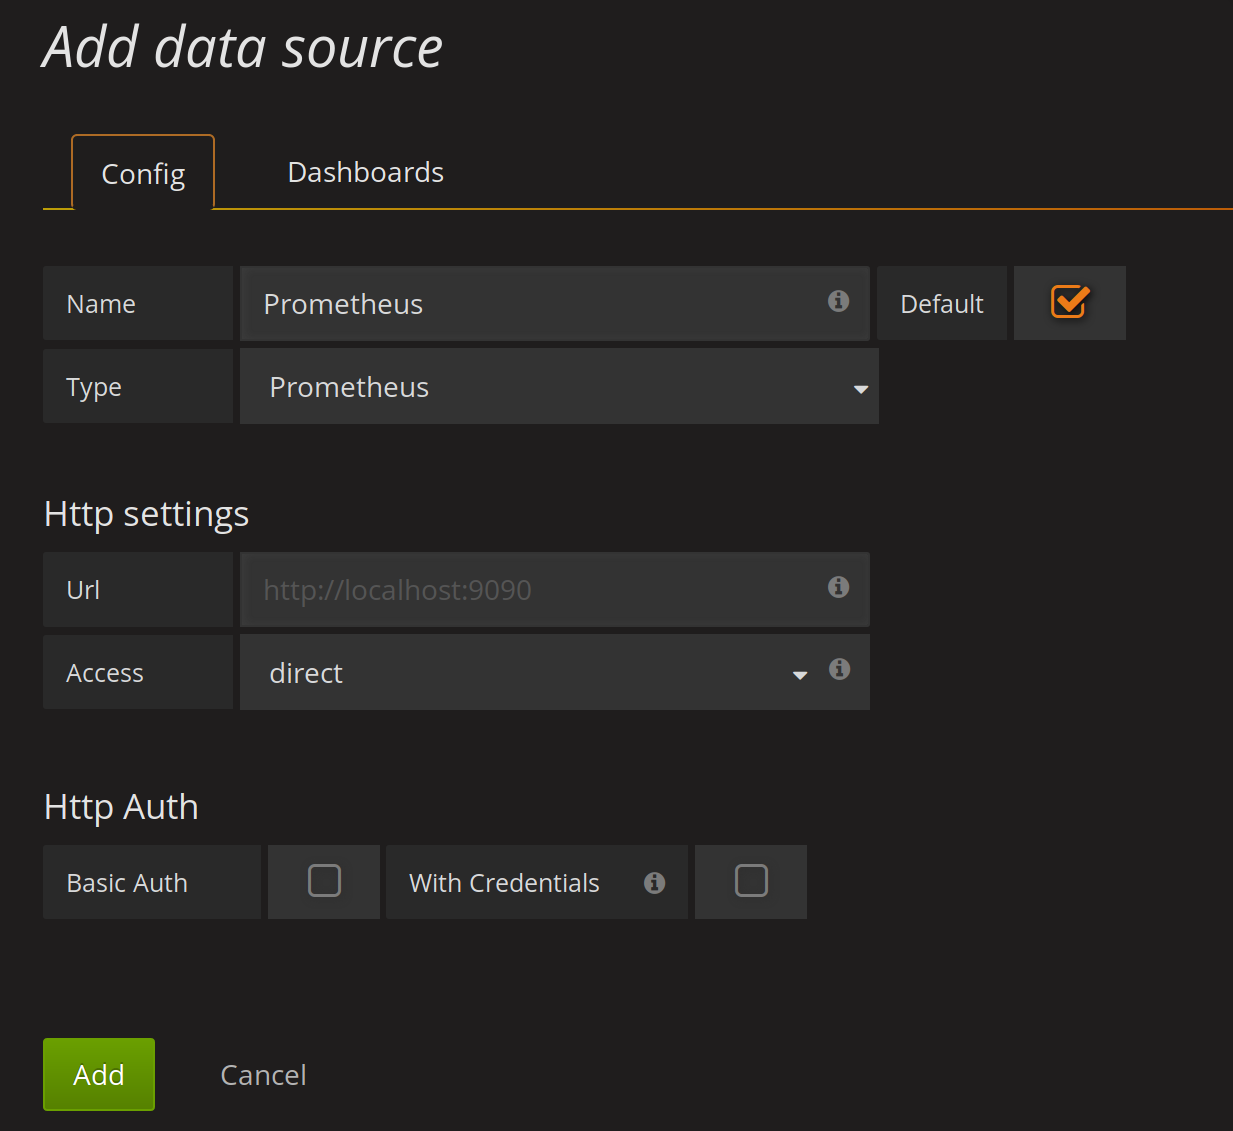 Add data source
Config Dashboards
Name Prometheus Default
Type Prometheus
Http settings
Url http://localhost:9090
Access direct
Http Auth
Basic Auth With Credentials
Add Cancel